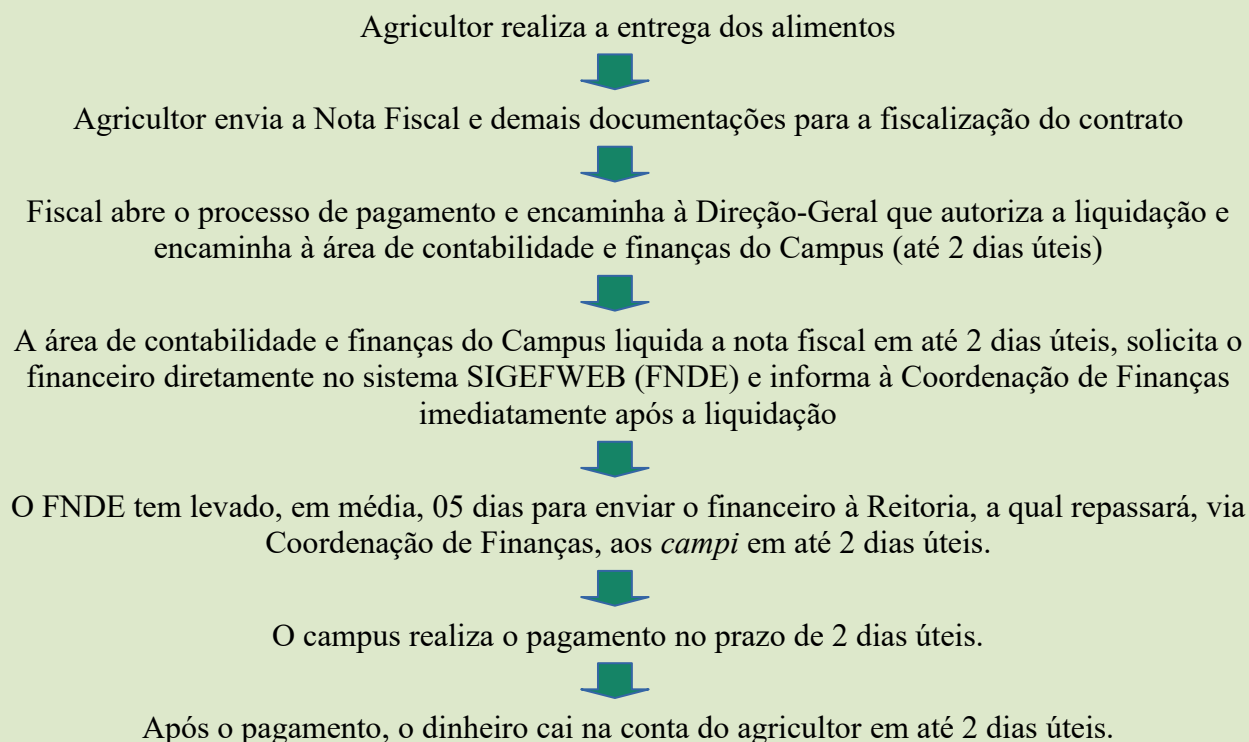 Agricultor realiza a entrega dos alimentos
Agricultor envia a Nota Fiscal e demais documentações para a fiscalização do contrato
Fiscal abre o processo de pagamento e encaminha à Direção-Geral que autoriza a liquidação e
encaminha à área de contabilidade e finanças do Campus (até 2 dias úteis)
A área de contabilidade e finanças do Campus liquida a nota fiscal em até 2 dias úteis, solicita o
financeiro diretamente no sistema SIGEFWEB (FNDE) e informa à Coordenação de Finanças
imediatamente após a liquidação
O FNDE tem levado, em média, 05 dias para enviar o financeiro à Reitoria, a qual repassará, via
Coordenação de Finanças, aos campi em até 2 dias úteis.
O campus realiza o pagamento no prazo de 2 dias úteis.
Após o pagamento, o dinheiro cai na conta do agricultor em até 2 dias úteis.